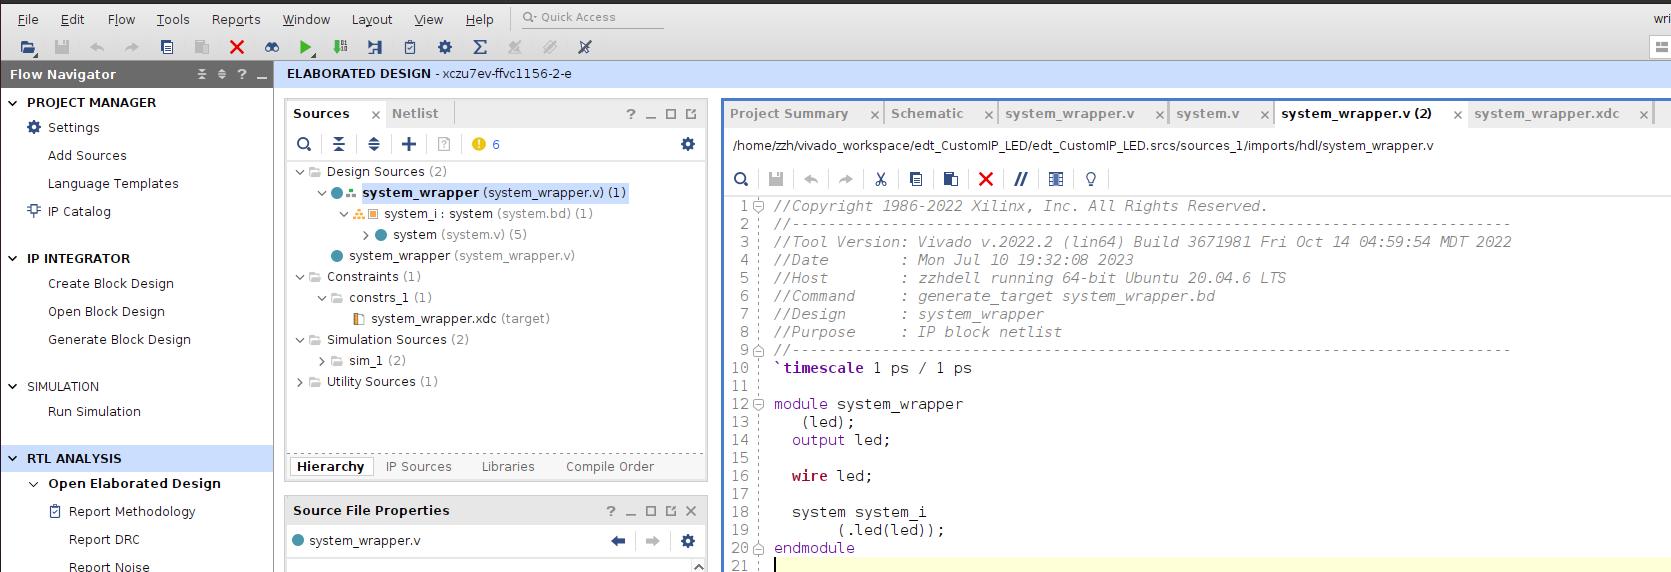 File Edit Flow Tools Reports Window Layout View Help Quick Access
Flow Navigator
ELABORATED DESIGN - xczu7ev-ffvc1156-2-e
PROJECT MANAGER
Settings
Add Sources
Language Templates
IP Catalog
IP INTEGRATOR
Create Block Design
Open Block Design
Generate Block Design
SIMULATION
Run Simulation
RTL ANALYSIS
Open Elaborated Design
Report Methodology
Report DRC
Report Noise
Sources Netlist
6
Design Sources (2)
system_wrapper (system_wrapper.v) (1)
system_i : system (system.bd) (1)
system (system.v) (5)
system_wrapper (system_wrapper.v)
Constraints (1)
constrs_1 (1)
system_wrapper.xdc (target)
Simulation Sources (2)
sim_1 (2)
Utility Sources (1)
Hierarchy IP Sources Libraries Compile Order
Source File Properties
system_wrapper.v
Project Summary Schematic system_wrapper.v system.v system_wrapper.v (2) system_wrapper.xdc
/home/zzh/vivado_workspace/edt_CustomIP_LED/edt_CustomIP_LED.srcs/sources_1/imports/hdl/system_wrapper.v
1 //Copyright 1986-2022 Xilinx, Inc. All Rights Reserved.
2 //--------------------------------------------------------------------------------
3 //Tool Version: Vivado v.2022.2 (lin64) Build 3671981 Fri Oct 14 04:59:54 MDT 2022
4 //Date        : Mon Jul 10 19:32:08 2023
5 //Host        : zzhdell running 64-bit Ubuntu 20.04.6 LTS
6 //Command     : generate_target system_wrapper.bd
7 //Design      : system_wrapper
8 //Purpose     : IP block netlist
9 //--------------------------------------------------------------------------------
10 `timescale 1 ps / 1 ps
11
12 module system_wrapper
13    (led);
14   output led;
15
16   wire led;
17
18   system system_i
19        (.led(led));
20 endmodule
21